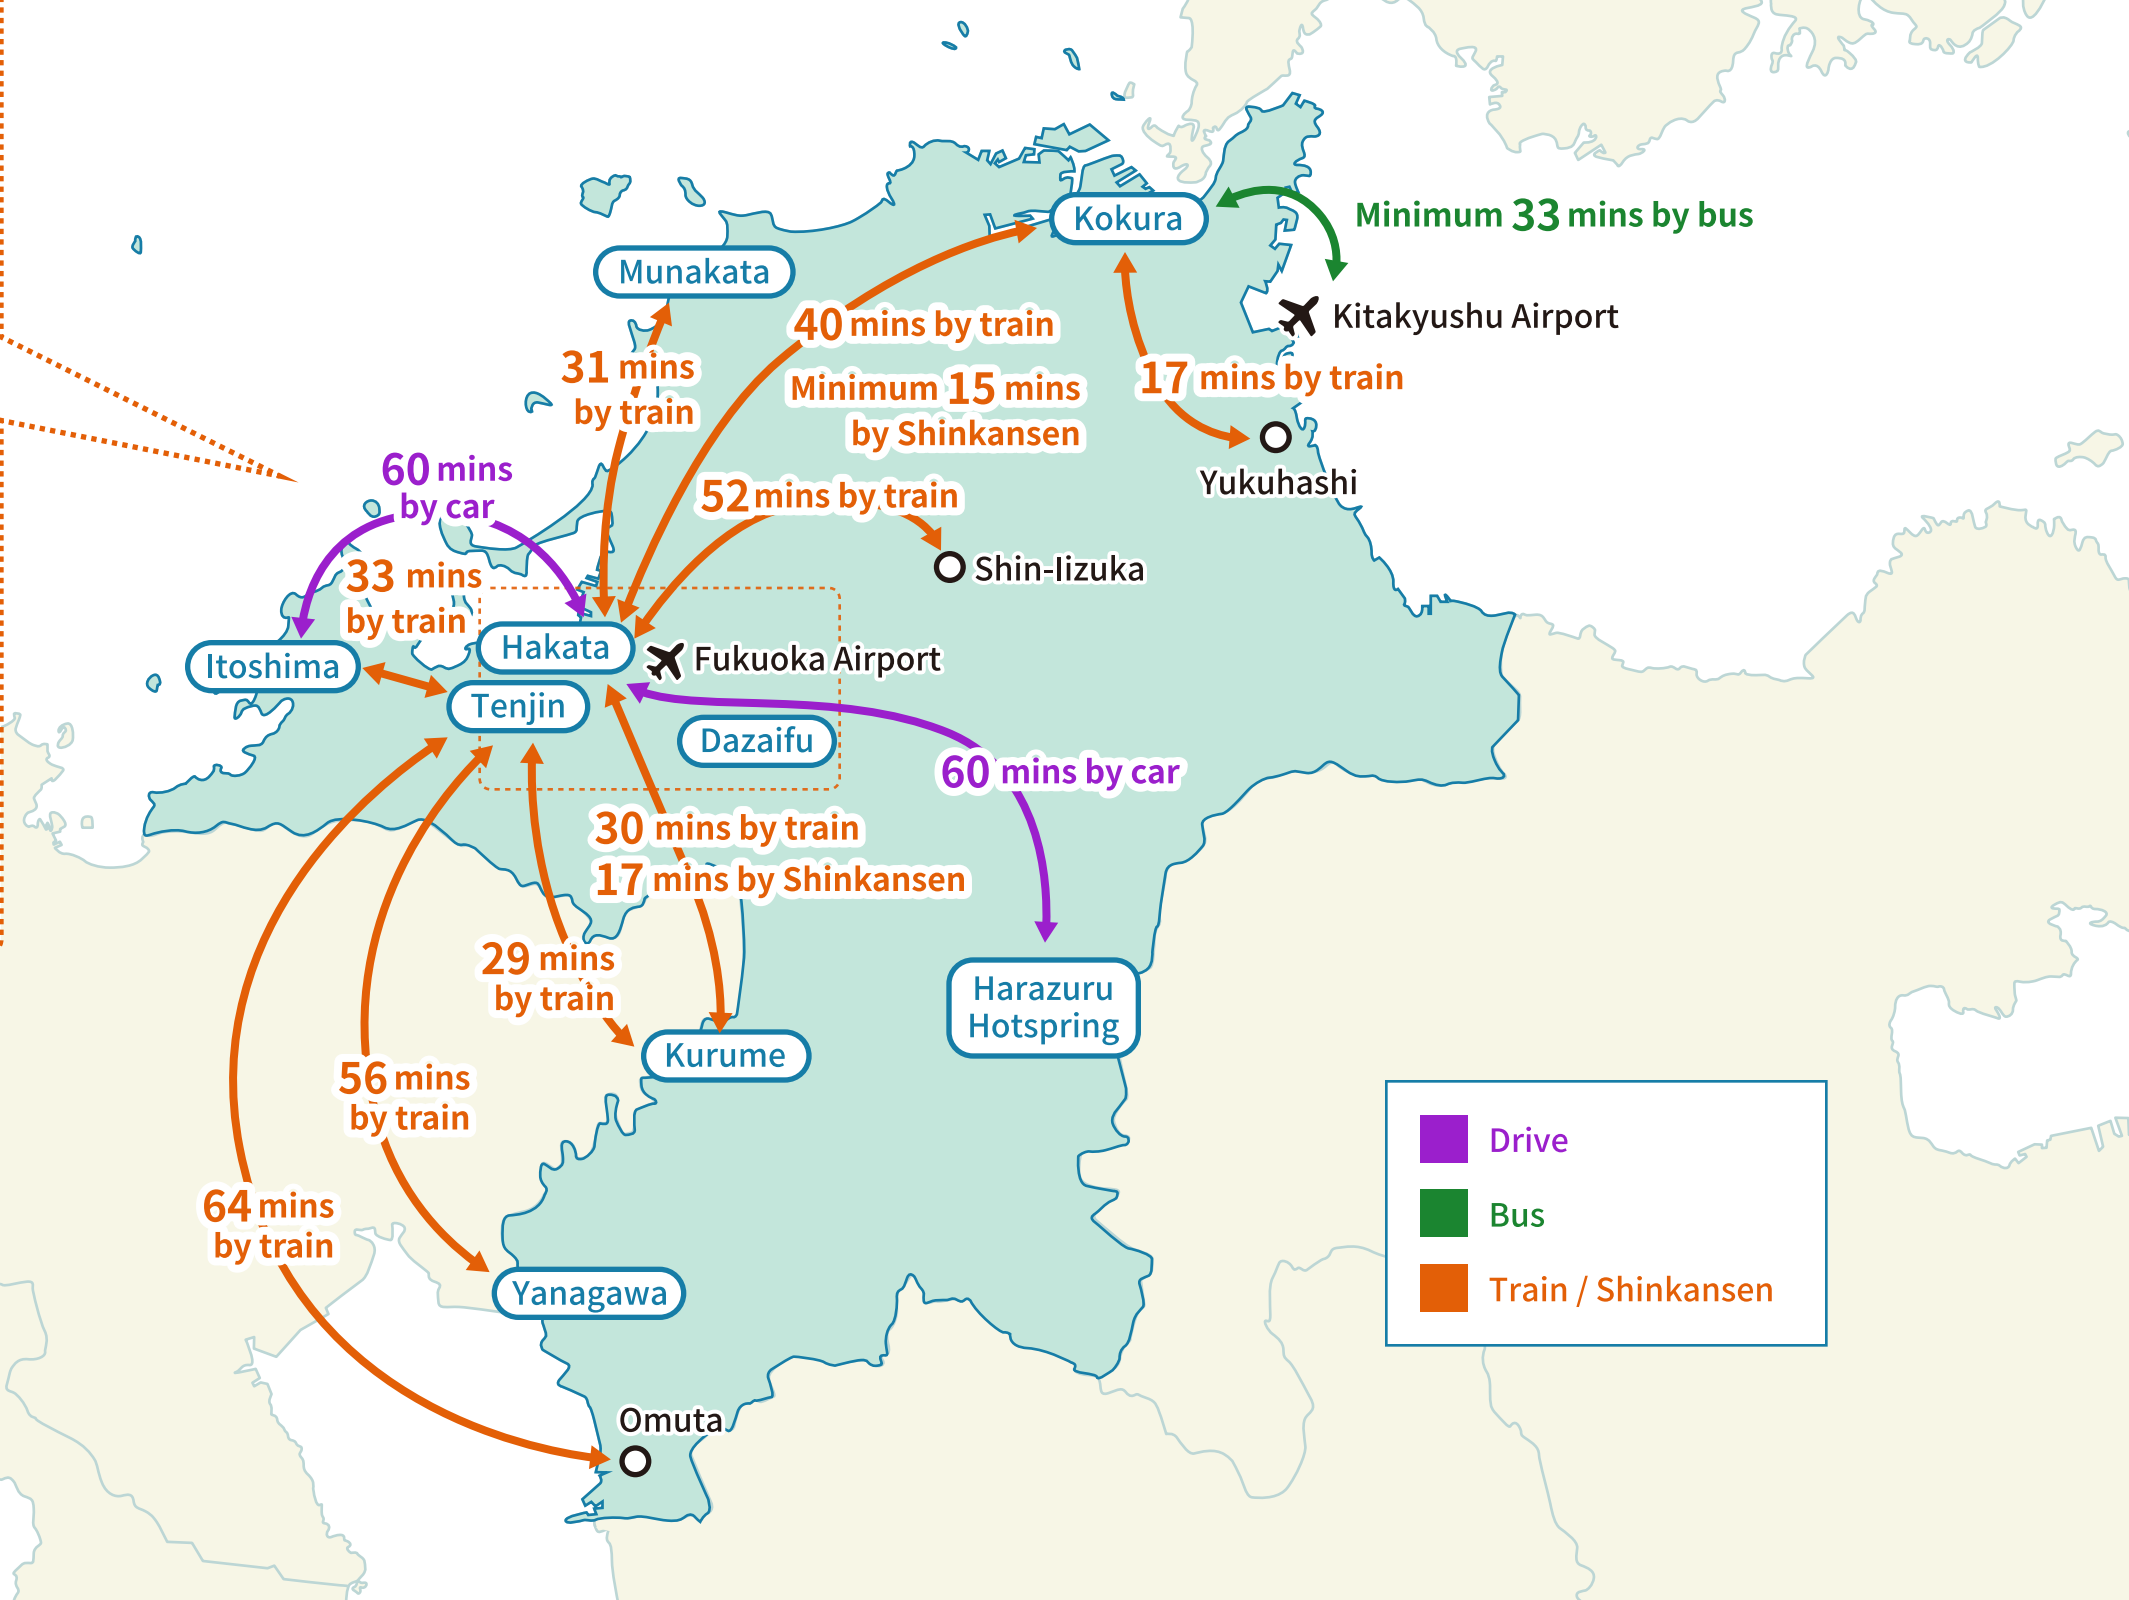 Kokura
Minimum 33 mins by bus
Munakata
Kitakyushu Airport
40 mins by train
31 mins
by train
Minimum 15 mins
by Shinkansen
17 mins by train
60 mins
by car
52 mins by train
Yukuhashi
Shin-Iizuka
33 mins
by train
Hakata
Fukuoka Airport
Itoshima
Tenjin
Dazaifu
60 mins by car
30 mins by train
17 mins by Shinkansen
29 mins
by train
Harazuru
Hotspring
Kurume
56 mins
by train
64 mins
by train
Yanagawa
Omuta
Drive
Bus
Train / Shinkansen